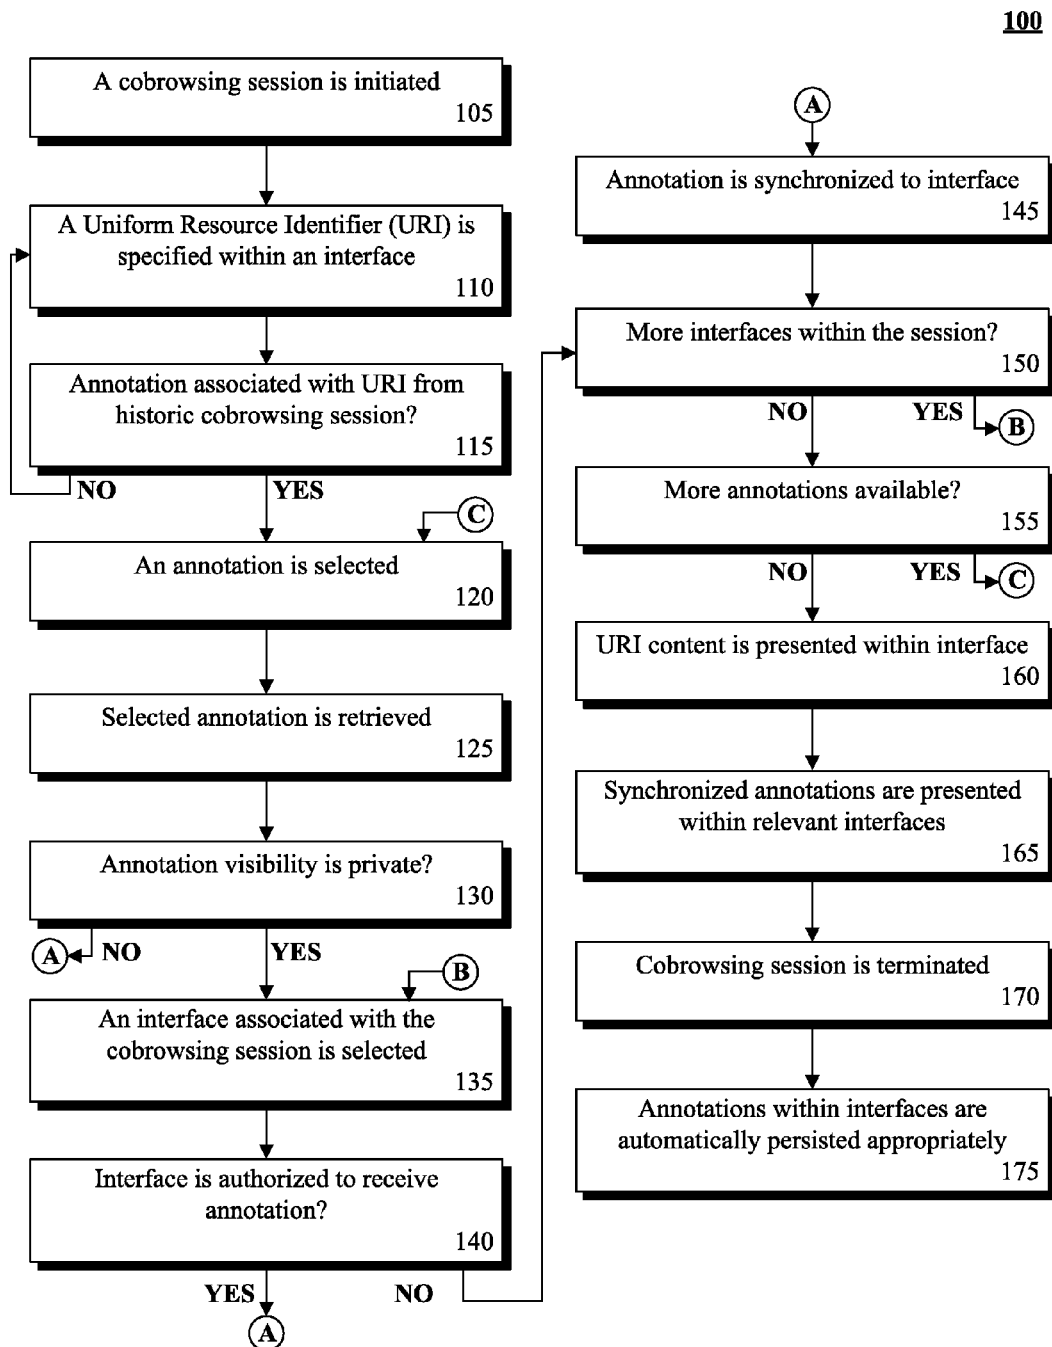 100
A cobrowsing session is initiated
105
A Uniform Resource Identifier (URI) is
specified within an interface
110
Annotation associated with URI from
historic cobrowsing session?
115
NO
YES
C
An annotation is selected
120
Selected annotation is retrieved
125
Annotation visibility is private?
130
A
NO
YES
B
An interface associated with the
cobrowsing session is selected
135
Interface is authorized to receive
annotation?
140
YES
NO
A
A
Annotation is synchronized to interface
145
More interfaces within the session?
150
NO
YES
B
More annotations available?
155
NO
YES
C
URI content is presented within interface
160
Synchronized annotations are presented
within relevant interfaces
165
Cobrowsing session is terminated
170
Annotations within interfaces are
automatically persisted appropriately
175